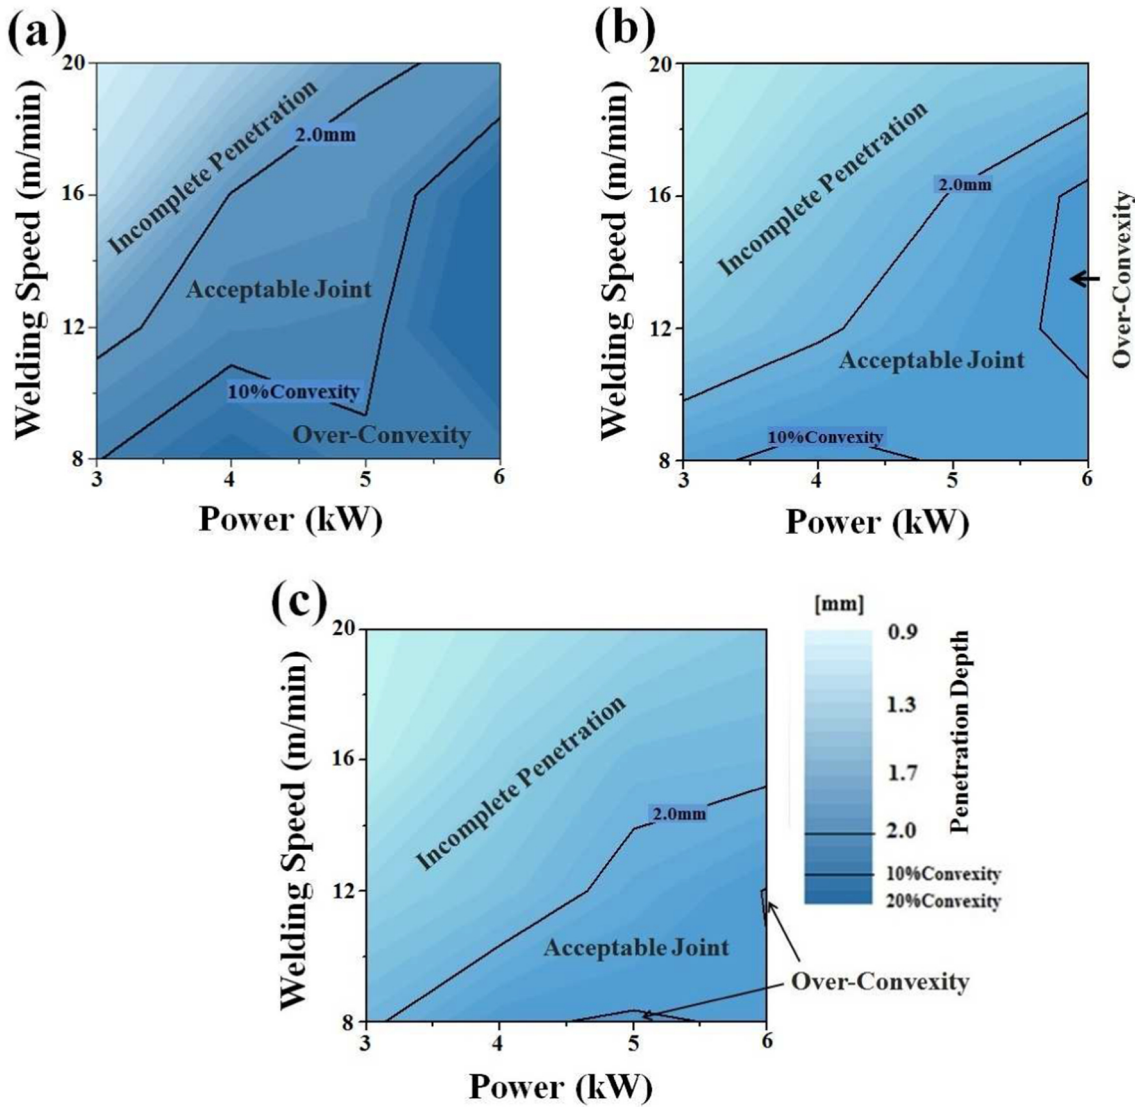 (a)
20
16
12
8
3
4
5
6
Welding Speed (m/min)
Power (kW)
Incomplete Penetration
2.0mm
Acceptable Joint
10%Convexity
Over-Convexity
(b)
20
16
12
8
3
4
5
6
Welding Speed (m/min)
Power (kW)
Incomplete Penetration
2.0mm
Acceptable Joint
10%Convexity
Over-Convexity
(c)
20
16
12
8
3
4
5
6
Welding Speed (m/min)
Power (kW)
Incomplete Penetration
2.0mm
Acceptable Joint
Over-Convexity
[mm]
0.9
1.3
1.7
2.0
10%Convexity
20%Convexity
Penetration Depth